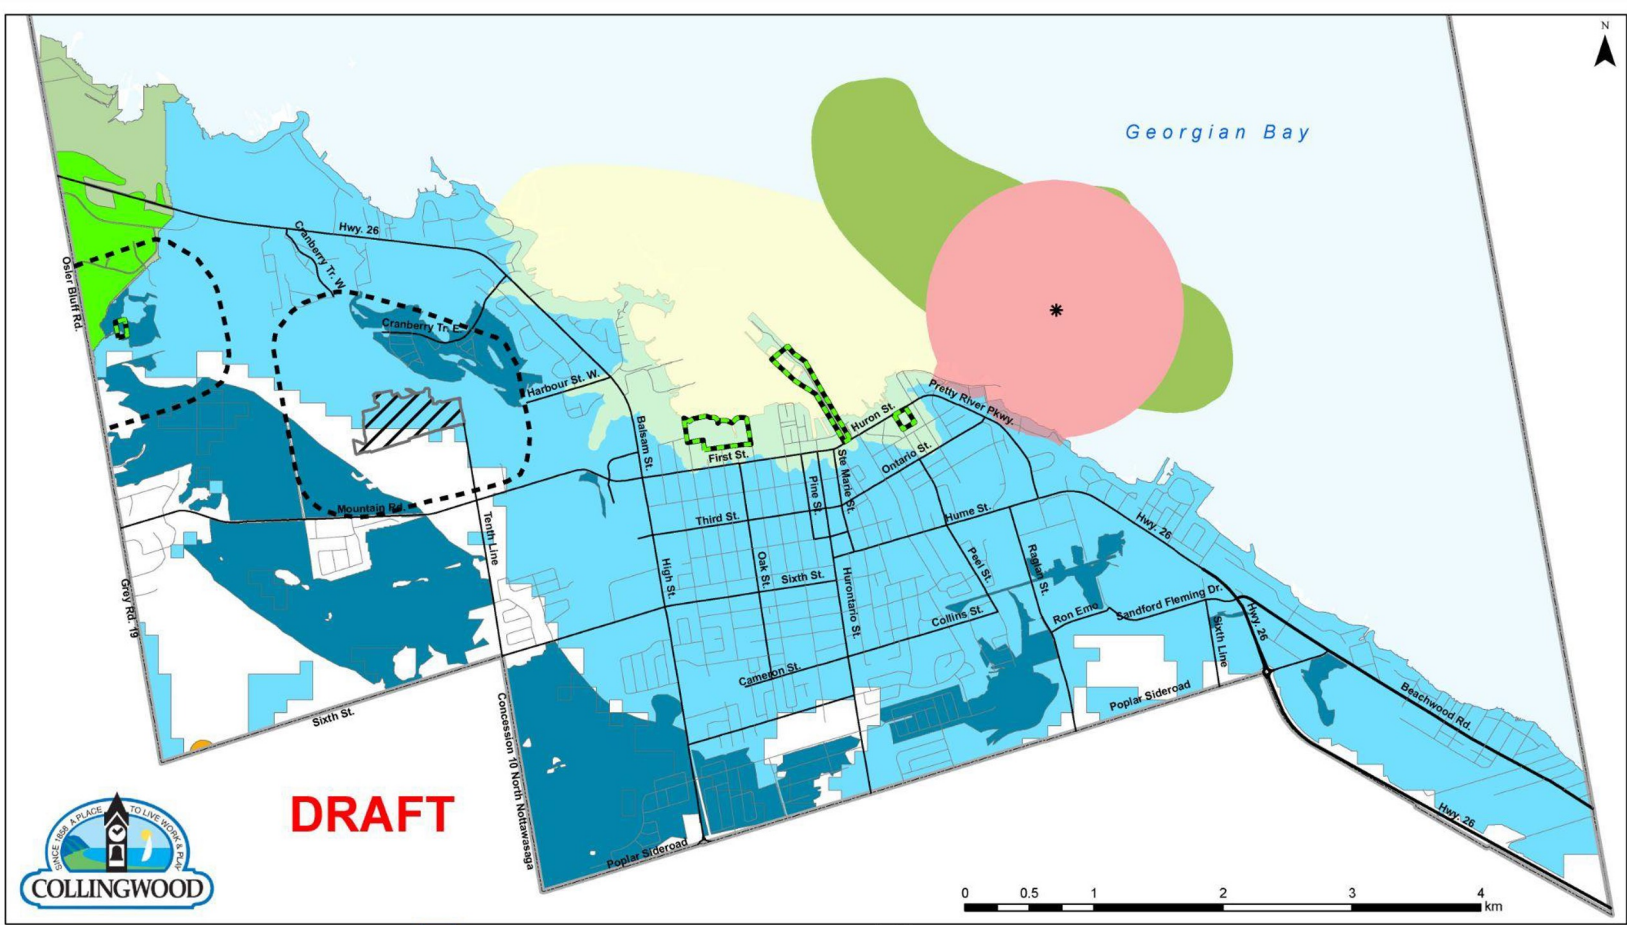 N
Georgian Bay
Hwy. 26
Cranberry Tr. W.
Osler Bluff Rd.
Cranberry Tr. E.
Harbour St. W.
Pretty River Pkwy.
Huron St.
Balsam St.
First St.
Ontario St.
Ste Marie St.
Pine St.
Mountain Rd.
Third St.
Hume St.
Hwy. 26
Tenth Line
Oak St.
High St.
Sixth St.
Peel St.
Raglan St.
Grey Rd. 19
Hurontario St.
Collins St.
Ron Emo
Sandford Fleming Dr.
Hwy. 26
Sixth Line
Cameron St.
Poplar Sideroad
Beachwood Rd.
Sixth St.
Concession 10 North Nottawasaga
DRAFT
Hwy. 26
Poplar Sideroad
SINCE 1858 A PLACE TO LIVE WORK & PLAY
COLLINGWOOD
0 0.5 1 2 3 4
km